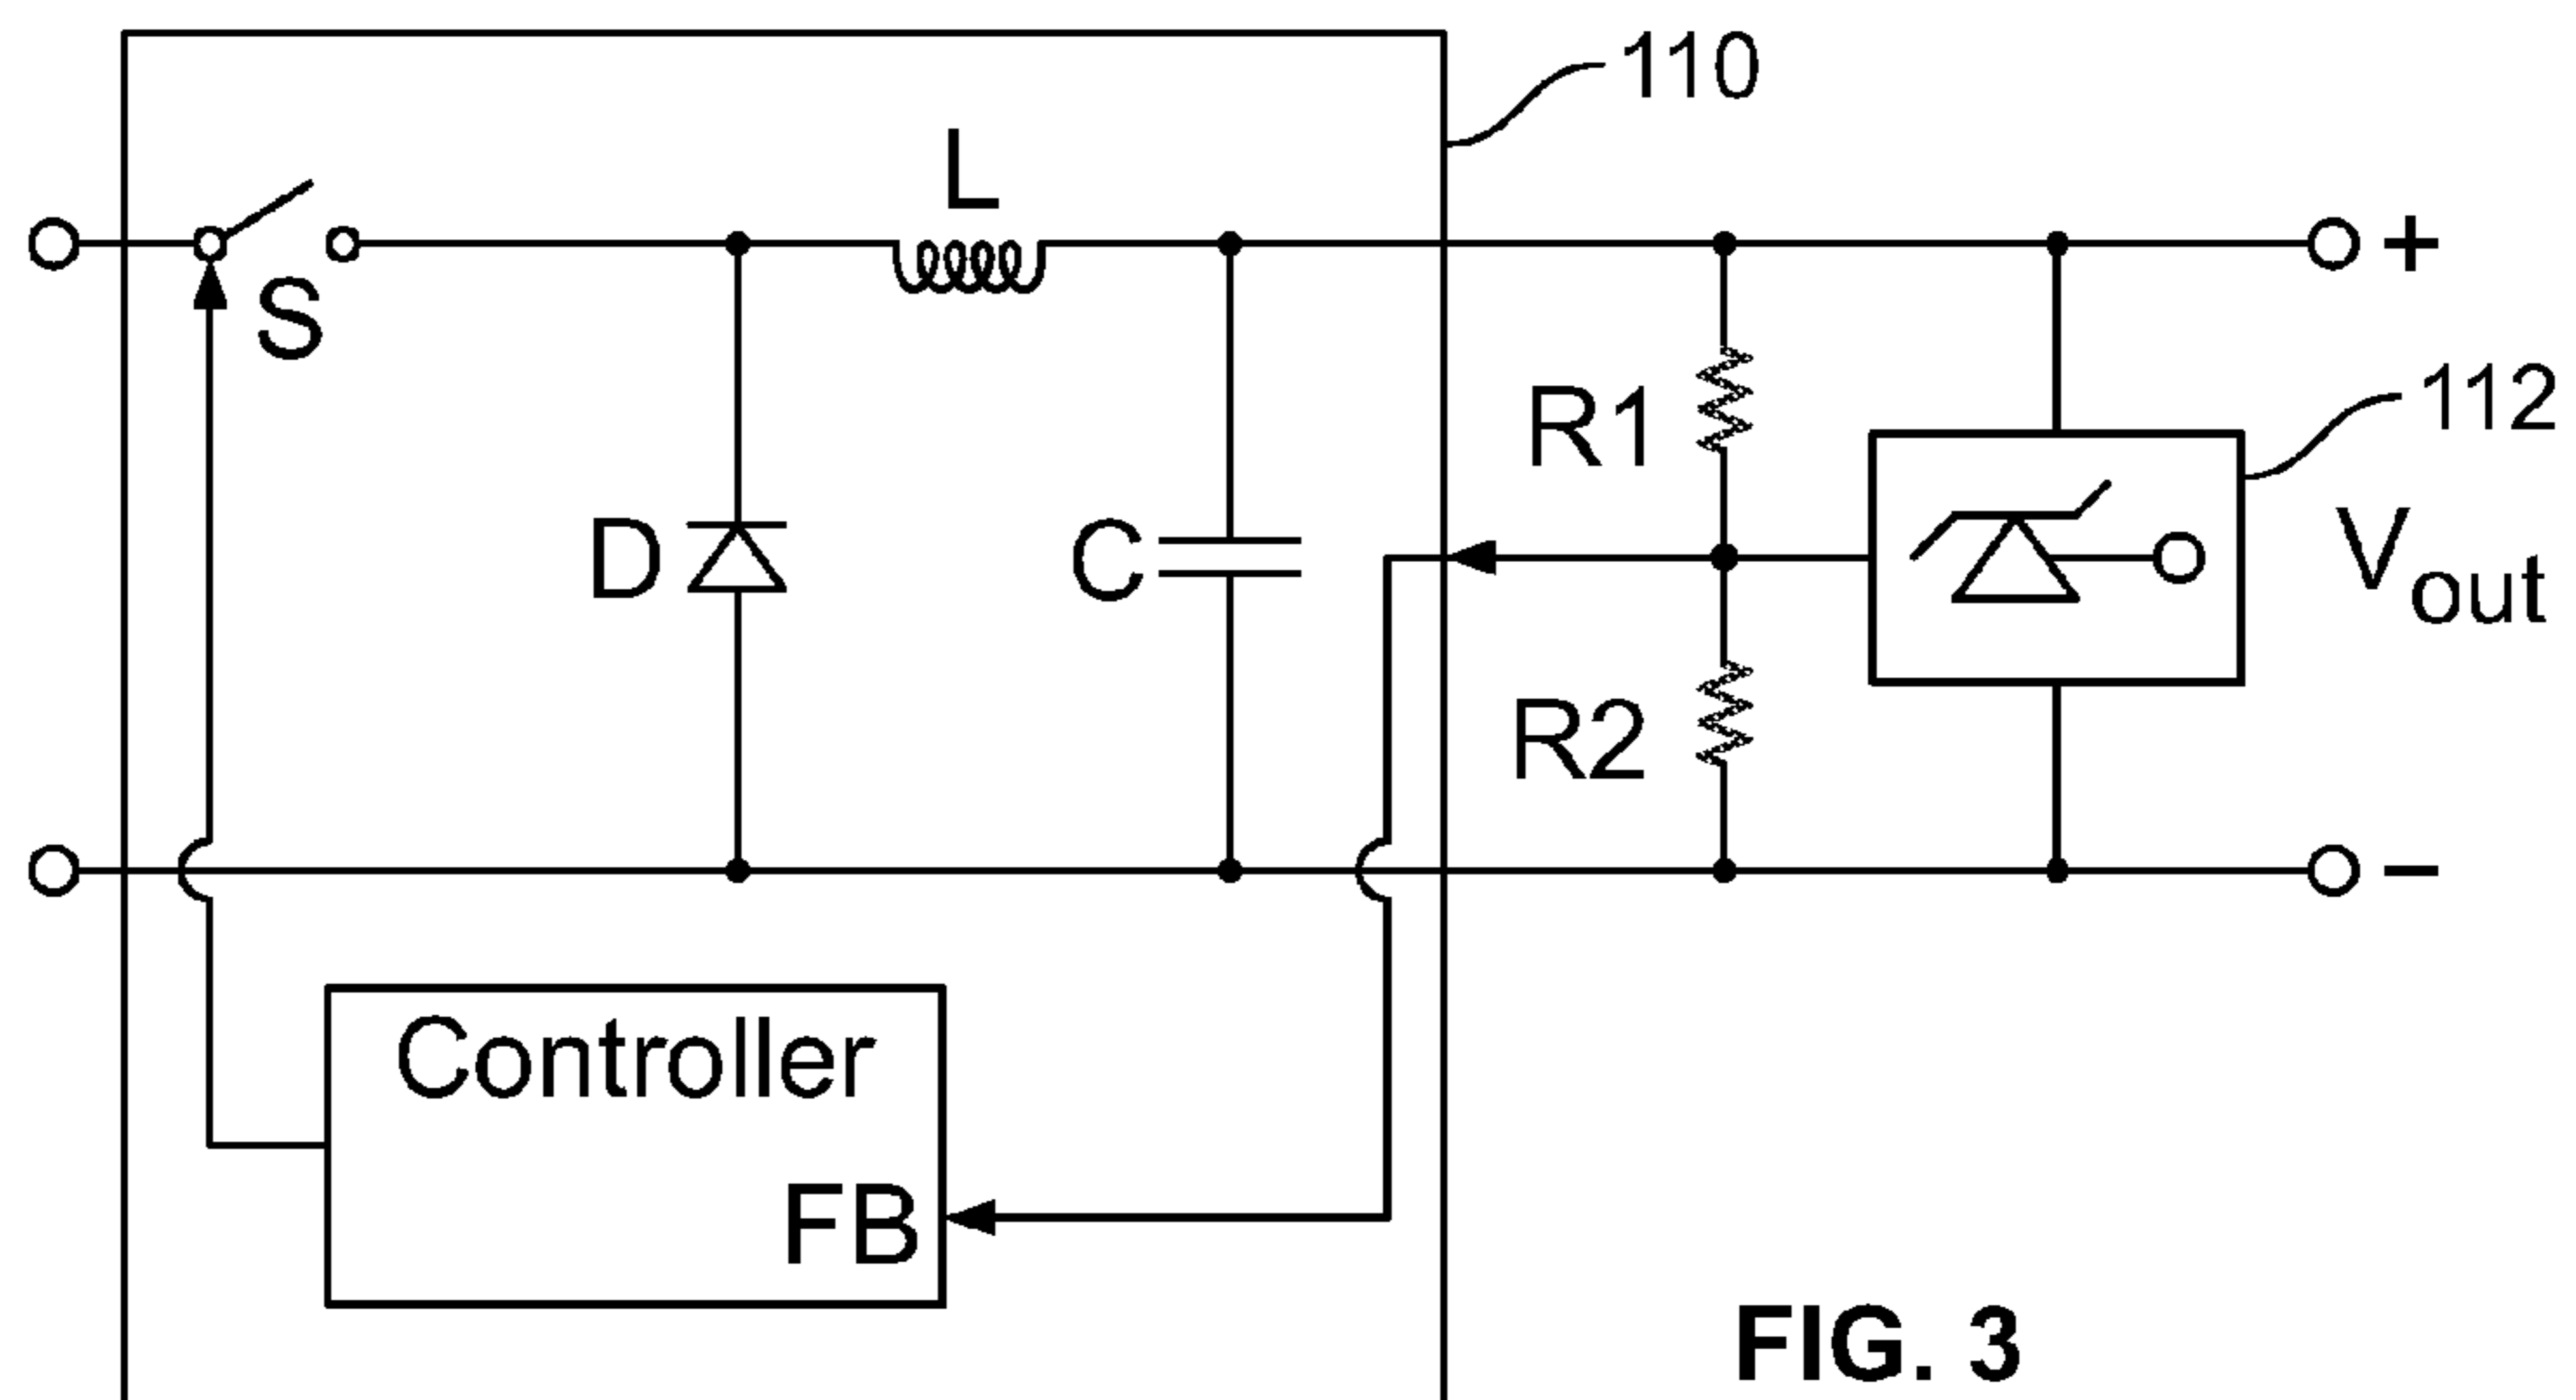 110
L
S
+
R1
112
D
C
V out
R2
−
Controller
FB
FIG. 3